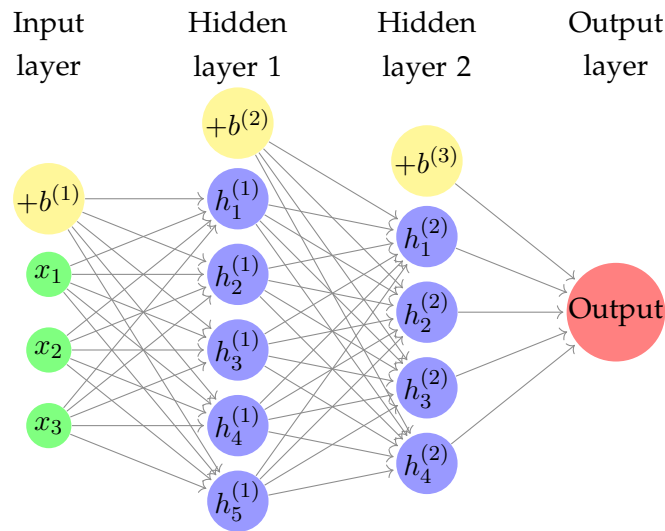 Input layer
Hidden layer 1
Hidden layer 2
Output layer
+b^{(1)}
x_1
x_2
x_3
+b^{(2)}
h_1^{(1)}
h_2^{(1)}
h_3^{(1)}
h_4^{(1)}
h_5^{(1)}
+b^{(3)}
h_1^{(2)}
h_2^{(2)}
h_3^{(2)}
h_4^{(2)}
Output